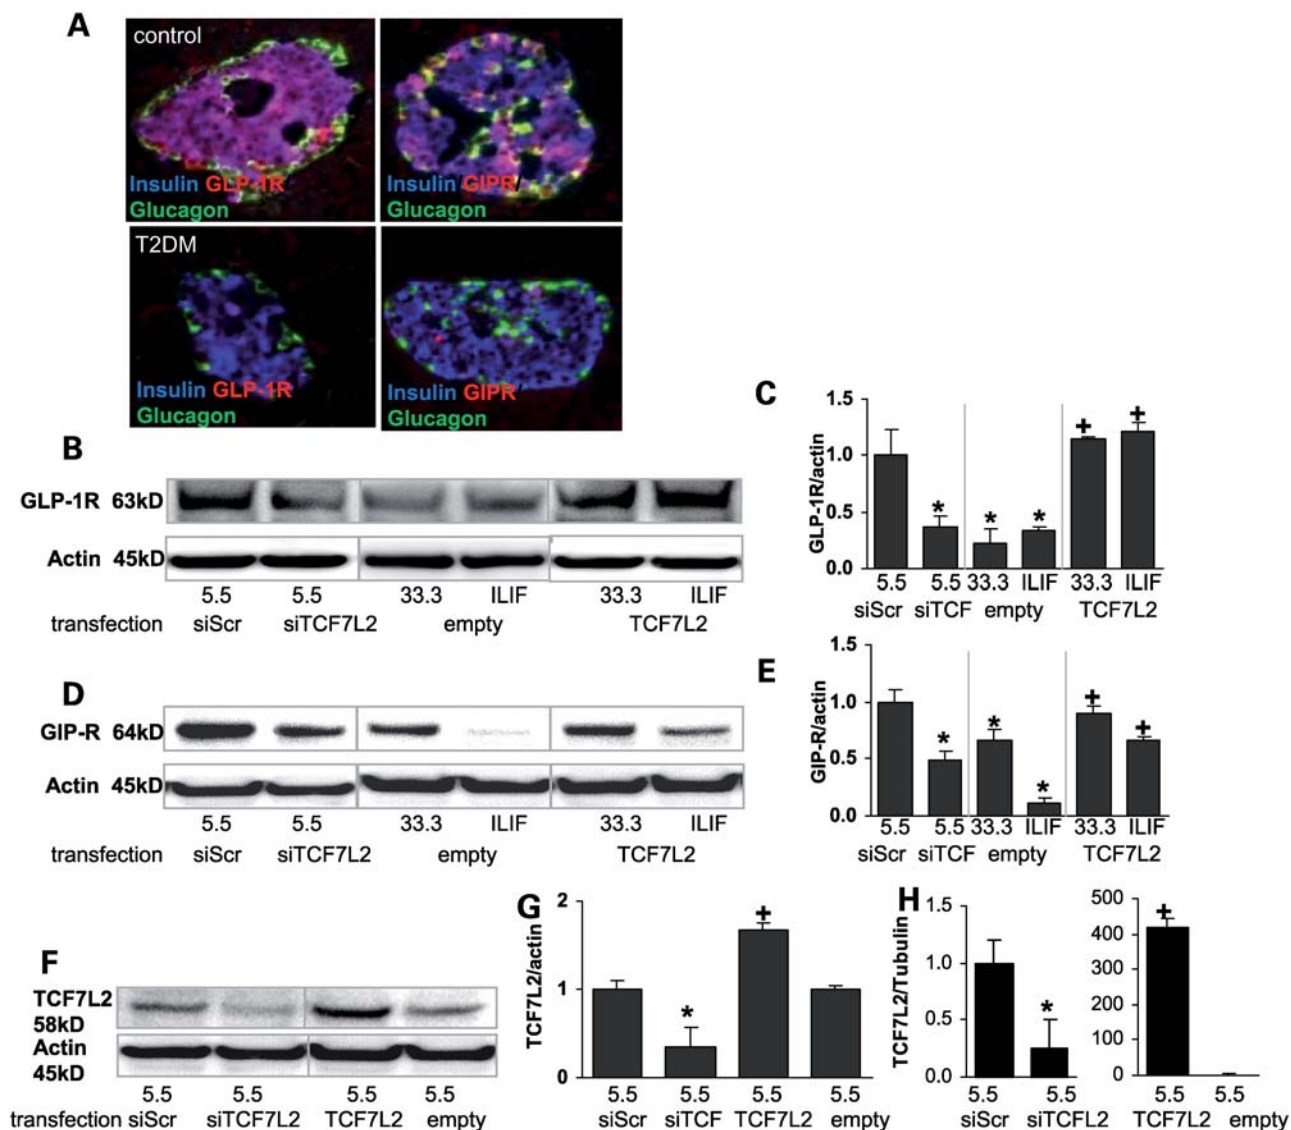 A
control
Insulin GLP-1R
Glucagon
Insulin GIPR/
Glucagon
T2DM
Insulin GLP-1R
Glucagon
Insulin GIPR/
Glucagon
B
GLP-1R 63kD
Actin 45kD
5.5 5.5 33.3 ILIF 33.3 ILIF
transfection siScr siTCF7L2 empty TCF7L2
C
GLP-1R/actin
1.5
1.0
0.5
0.0
* * * + +
5.5 5.5 33.3 ILIF 33.3 ILIF
siScr siTCF empty TCF7L2
D
GIP-R 64kD
Actin 45kD
5.5 5.5 33.3 ILIF 33.3 ILIF
transfection siScr siTCF7L2 empty TCF7L2
E
GIP-R/actin
1.5
1.0
0.5
0.0
* * * + +
5.5 5.5 33.3 ILIF 33.3 ILIF
siScr siTCF empty TCF7L2
F
TCF7L2
58kD
Actin
45kD
5.5 5.5 5.5 5.5
transfection siScr siTCF7L2 TCF7L2 empty
G
TCF7L2/actin
2
1
0
* +
5.5 5.5 5.5 5.5
siScr siTCF TCF7L2 empty
H
TCF7L2/Tubulin
1.5
1.0
0.5
0.0
*
5.5 5.5
siScr siTCFL2
500
400
300
200
100
0
+
5.5 5.5
TCF7L2 empty